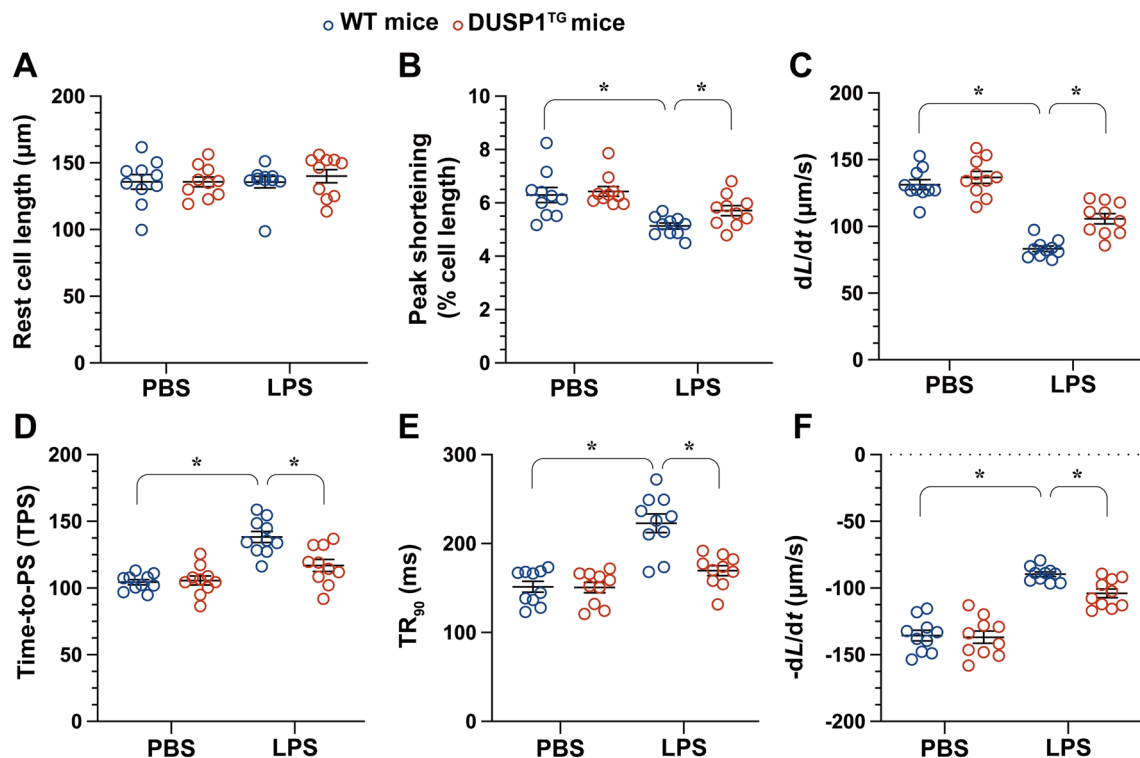 WT mice DUSP1TG mice
A
Rest cell length (µm)
200
150
100
50
0
PBS LPS
B
Peak shorteining
(% cell length)
10
8
6
4
2
0
* *
PBS LPS
C
dL/dt (µm/s)
200
150
100
50
0
* *
PBS LPS
D
Time-to-PS (TPS)
200
150
100
50
0
* *
PBS LPS
E
TR90 (ms)
300
200
100
0
* *
PBS LPS
F
-dL/dt (µm/s)
0
-50
-100
-150
-200
* *
PBS LPS